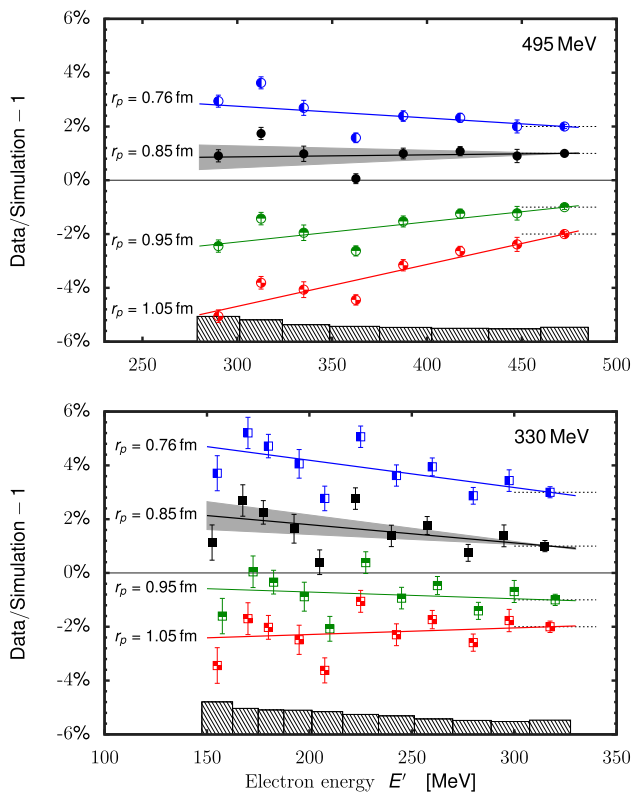 6%
495 MeV
4%
r_p = 0.76 fm
2%
r_p = 0.85 fm
0%
r_p = 0.95 fm
-2%
-4%
r_p = 1.05 fm
-6%
Data/Simulation − 1
250 300 350 400 450 500
6%
330 MeV
r_p = 0.76 fm
4%
r_p = 0.85 fm
2%
0%
r_p = 0.95 fm
-2%
r_p = 1.05 fm
-4%
-6%
Data/Simulation − 1
100 150 200 250 300 350
Electron energy E′ [MeV]